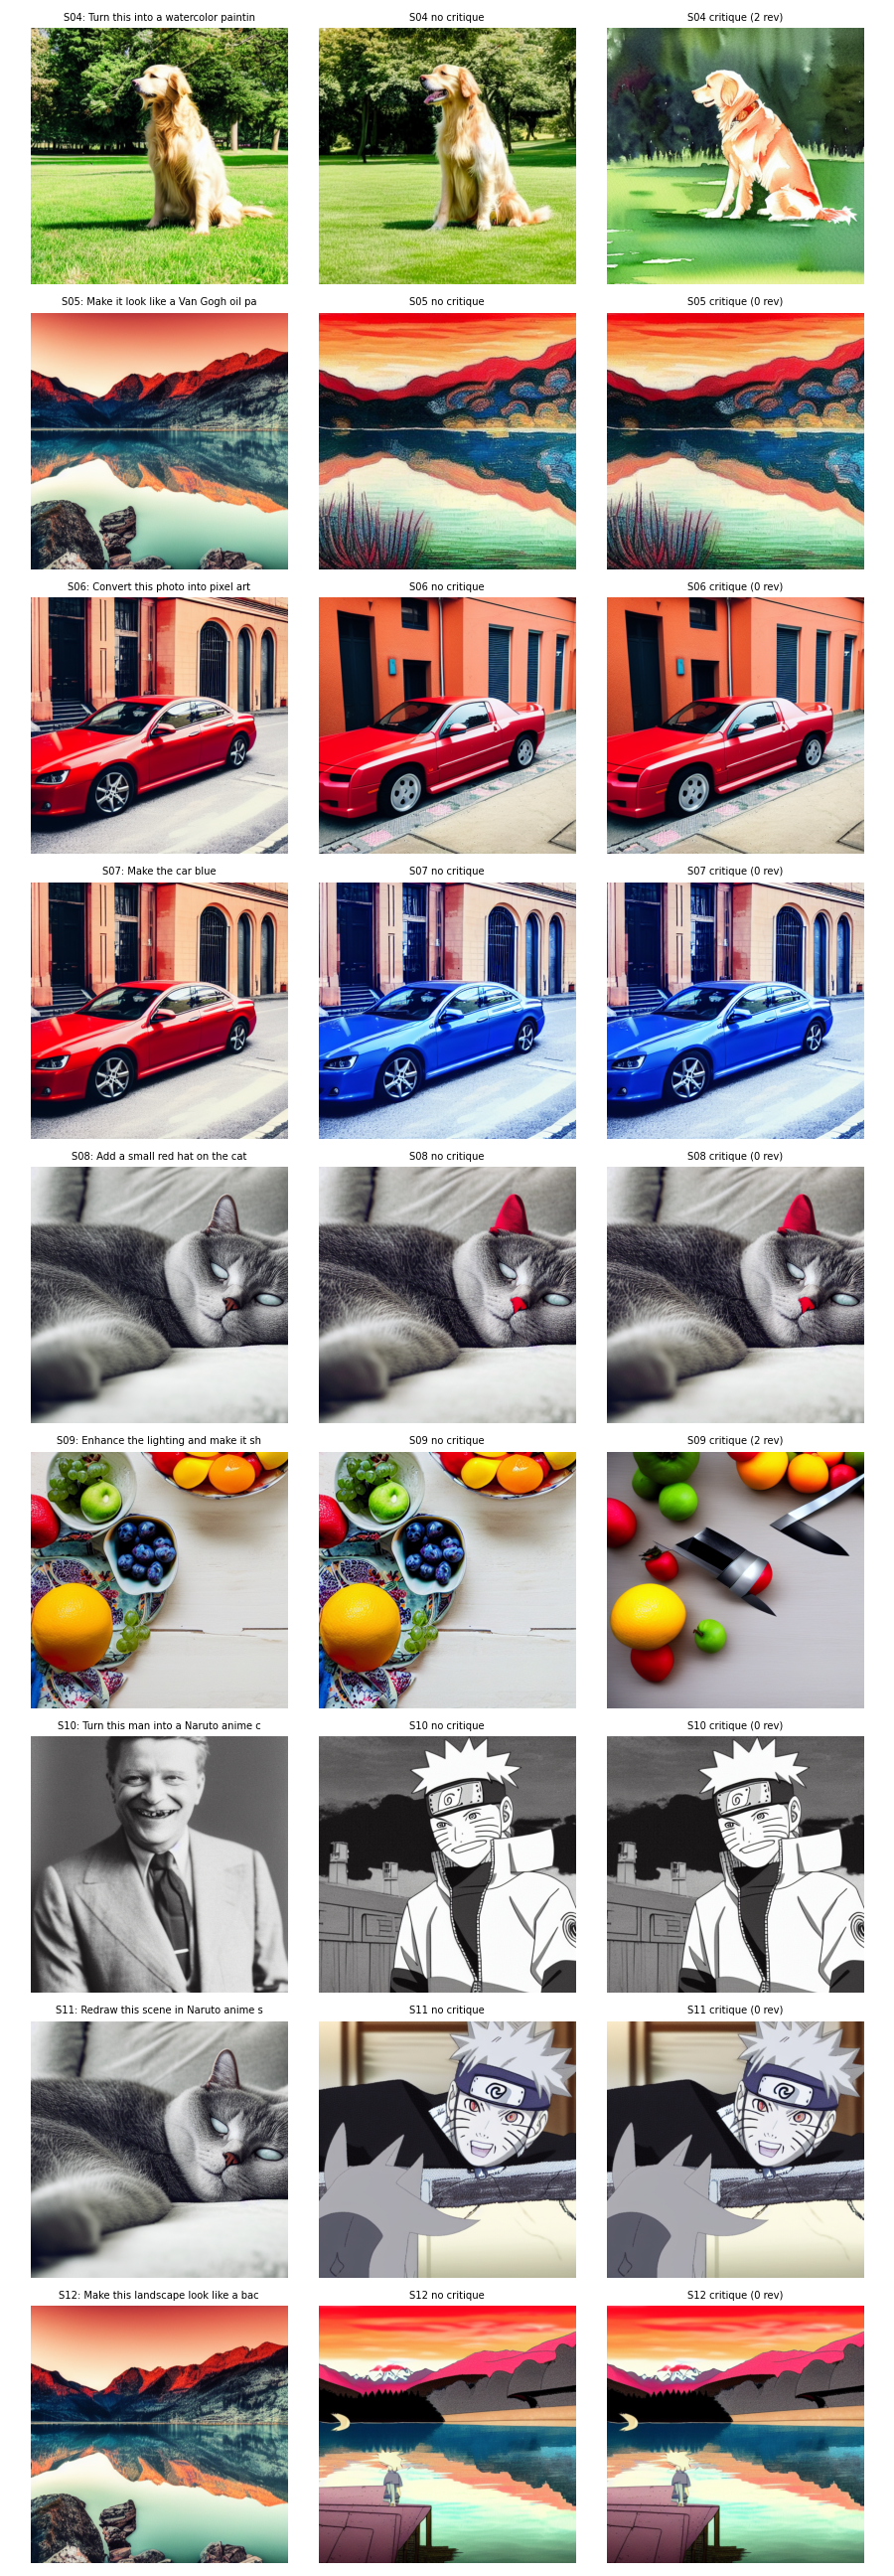 S04: Turn this into a watercolor paintin
S04 no critique
S04 critique (2 rev)
S05: Make it look like a Van Gogh oil pa
S05 no critique
S05 critique (0 rev)
S06: Convert this photo into pixel art
S06 no critique
S06 critique (0 rev)
S07: Make the car blue
S07 no critique
S07 critique (0 rev)
S08: Add a small red hat on the cat
S08 no critique
S08 critique (0 rev)
S09: Enhance the lighting and make it sh
S09 no critique
S09 critique (2 rev)
S10: Turn this man into a Naruto anime c
S10 no critique
S10 critique (0 rev)
S11: Redraw this scene in Naruto anime s
S11 no critique
S11 critique (0 rev)
S12: Make this landscape look like a bac
S12 no critique
S12 critique (0 rev)